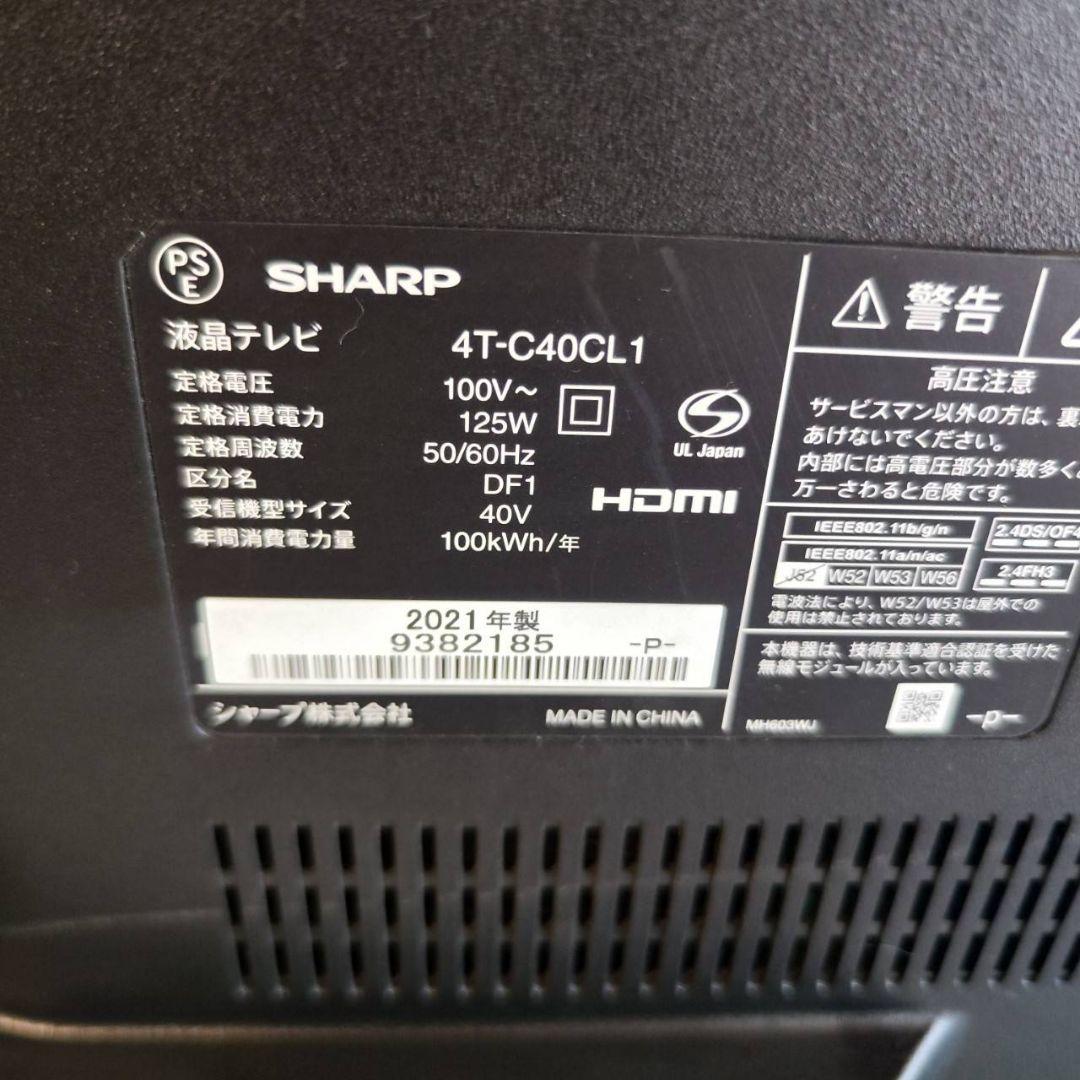 PSE
SHARP
液晶テレビ 4T-C40CL1
定格電圧 100V～
定格消費電力 125W
定格周波数 50/60Hz
区分名 DF1
受信機型サイズ 40V
年間消費電力量 100kWh/年
UL Japan
HDMI
2021年製
9382185 -P-
シャープ株式会社 MADE IN CHINA
警告
高圧注意
サービスマン以外の方は、裏
あけないでください。
内部には高電圧部分が数多く
万一さわると危険です。
IEEE802.11b/g/n
IEEE802.11a/n/ac
J52 W52 W53 W56
2.4DS/OF4
2.4FH3
電波法により、W52/W53は屋外での
使用は禁止されております。
本機器は、技術基準適合認証を受けた
無線モジュールが入っています。
MH603WJ -p-